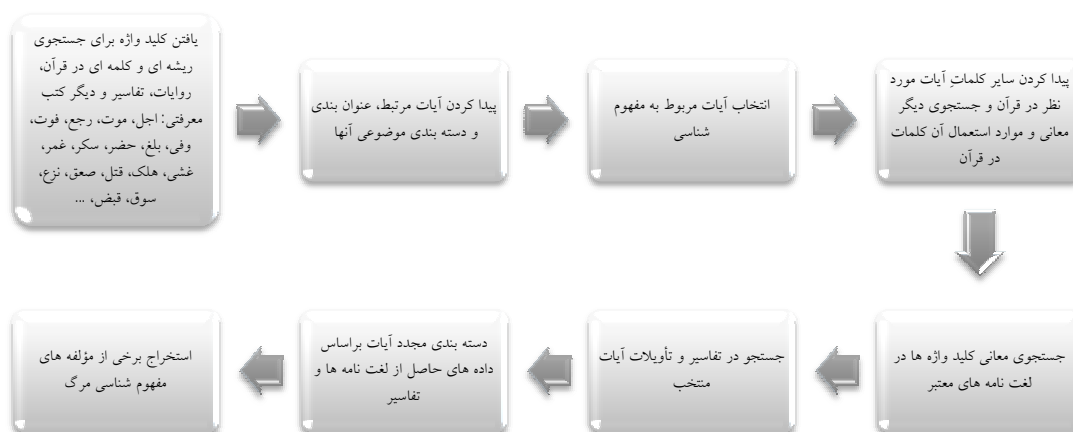 یافتن کلید واژه برای جستجوی
ریشه ای و کلمه ای در قرآن،
روایات، تفاسیر و دیگر کتب
معرفتی: اجل، موت، رجع، فوت،
وفی، بلغ، حضر، سکر، غمر،
غشی، هلک، قتل، صعق، نزع،
سوق، قبض، ...
پیدا کردن آیات مرتبط، عنوان بندی
و دسته بندی موضوعی آنها
انتخاب آیات مربوط به مفهوم
شناسی
پیدا کردن سایر کلماتِ آیات مورد
نظر در قرآن و جستجوی دیگر
معانی و موارد استعمال آن کلمات
در قرآن
جستجوی معانی کلید واژه ها در
لغت نامه های معتبر
جستجو در تفاسیر و تأویلات آیات
منتخب
دسته بندی مجدد آیات براساس
داده های حاصل از لغت نامه ها و
تفاسیر
استخراج برخی از مؤلفه های
مفهوم شناسی مرگ